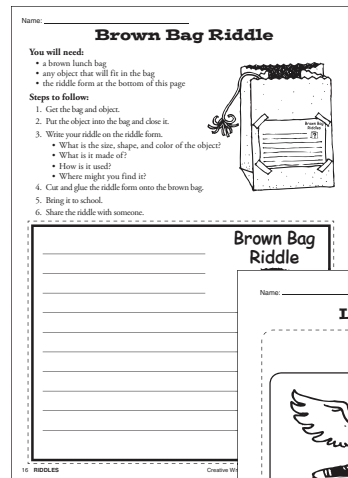 Name:
Brown Bag Riddle
You will need:
• a brown lunch bag
• any object that will fit in the bag
• the riddle form at the bottom of this page
Steps to follow:
1. Get the bag and object.
2. Put the object into the bag and close it.
3. Write your riddle on the riddle form.
• What is the size, shape, and color of the object?
• What is it made of?
• How is it used?
• Where might you find it?
4. Cut and glue the riddle form onto the brown bag.
5. Bring it to school.
6. Share the riddle with someone.
Brown Bag
Riddles
?
Brown Bag
Riddle
Name:
L
16 RIDDLES
Creative Wr